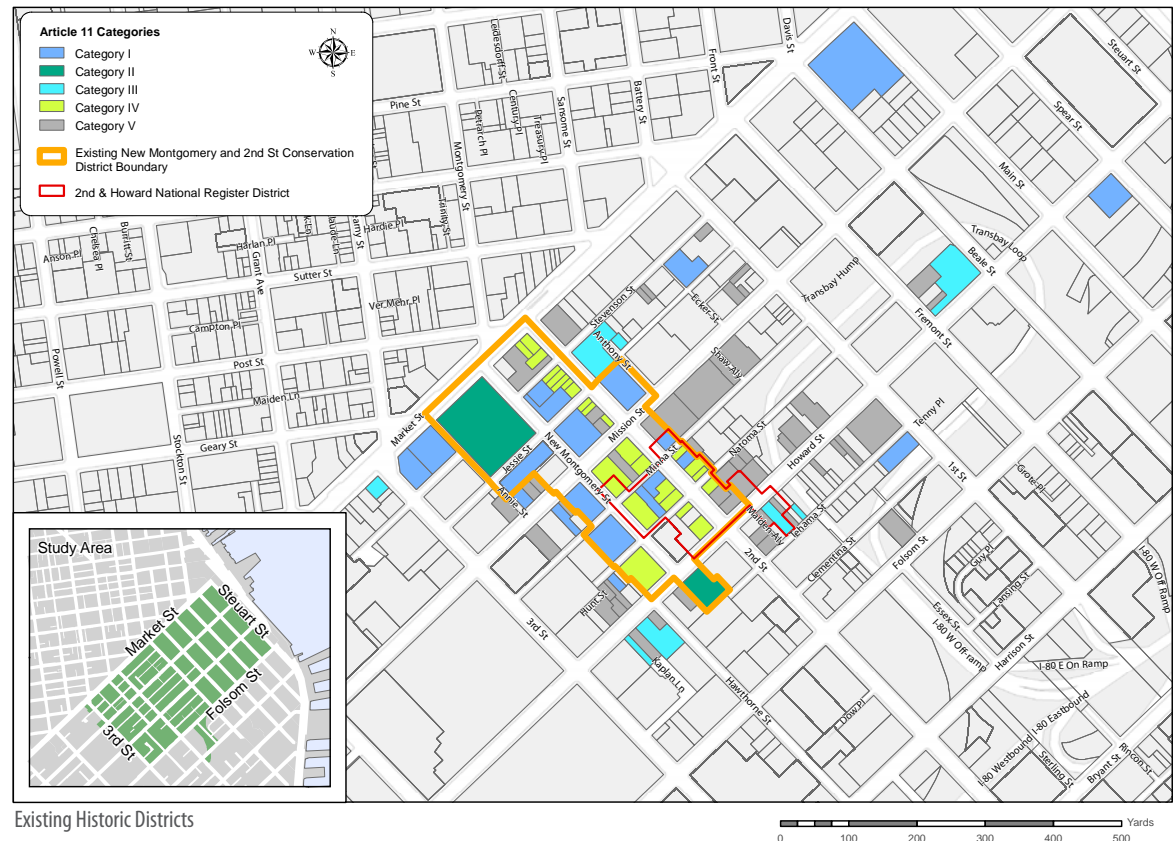 Article 11 Categories
Category I
Category II
Category III
Category IV
Category V
Existing New Montgomery and 2nd St Conservation
District Boundary
2nd & Howard National Register District
N
W
E
S
Leidesdorff St
Davis St
Front St
Steuart St
Battery St
Sansome St
Century Pl
Treasury Pl
Petrarch Pl
Pine St
Spear St
Montgomery St
Main St
Trinity St
Hardie Pl
Chelsea Pl
Burritt St
Harlan Pl
Anson Pl
Grant Ave
Sutter St
Transbay Loop
Beale St
Transbay Hump
Ver Mehr Pl
Stevenson St
Ecker St
Fremont St
Campton Pl
Anthony St
Powell St
Post St
Shaw Aly
Maiden Ln
Tenny Pl
Market St
Mission St
Geary St
Natoma St
Stockton St
Jessie St
New Montgomery St
Minna St
Howard St
1st St
Grote Pl
Annie St
Malden Aly
Tehama St
2nd St
Clementina St
Folsom St
Guy Pl
Lansing St
I-80 W Off Ramp
Hunt St
3rd St
Essex St
I-80 W Off-ramp
Harrison St
Kaplan Ln
I-80 E On Ramp
Hawthorne St
Dow Pl
I-80 Eastbound
I-80 Westbound
Sterling St
Bryant St
Rincon St
Study Area
Market St
Steuart St
Folsom St
3rd St
Existing Historic Districts
Yards
0 100 200 300 400 500